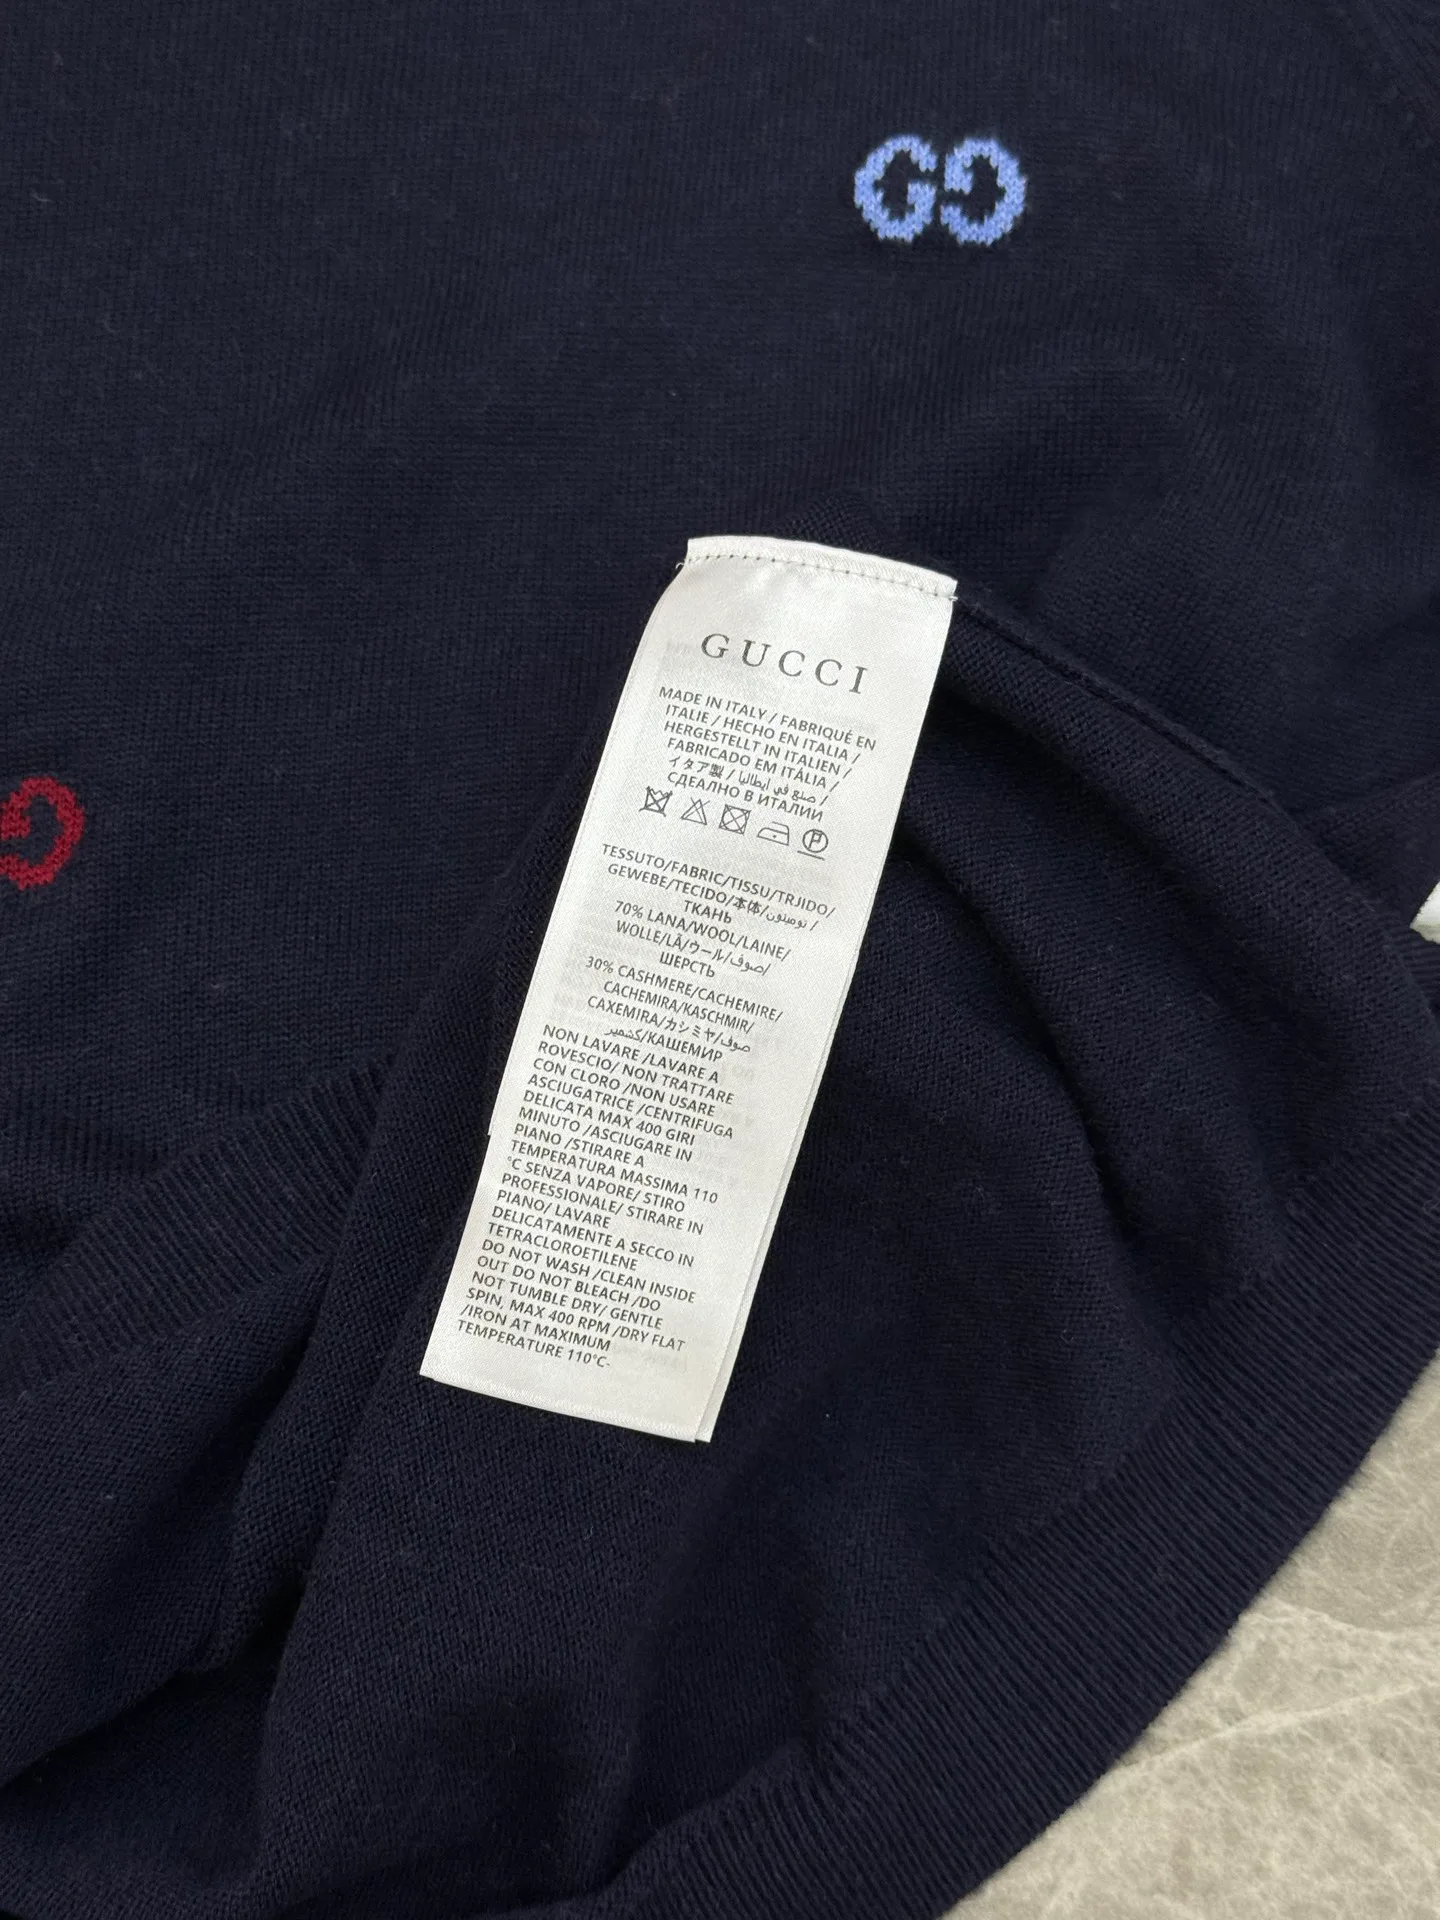 GUCCI
MADE IN ITALY / FABRIQUÉ EN
ITALIE / HECHO EN ITALIA /
HERGESTELLT IN ITALIEN /
FABRICADO EM ITÁLIA /
イタア製 / صنع في ايطاليا /
СДЕАЛНО В ИТАЛИИ
P
TESSUTO/FABRIC/TISSU/TRJIDO/
GEWEBE/TECIDO/本体/ /
ТКАНЬ
70% LANA/WOOL/LAINE/
WOLLE/LÃ/ウール/صوف/
ШЕРСТЬ
30% CASHMERE/CACHEMIRE/
CACHEMIRA/KASCHMIR/
CAXEMIRA/カシミヤ/صوف
كشمير/КАШЕМИР
NON LAVARE /LAVARE A
ROVESCIO/ NON TRATTARE
CON CLORO /NON USARE
ASCIUGATRICE /CENTRIFUGA
DELICATA MAX 400 GIRI
MINUTO /ASCIUGARE IN
PIANO /STIRARE A
TEMPERATURA MASSIMA 110
°C SENZA VAPORE/ STIRO
PROFESSIONALE/ STIRARE IN
PIANO/ LAVARE
DELICATAMENTE A SECCO IN
TETRACLOROETILENE
DO NOT WASH /CLEAN INSIDE
OUT DO NOT BLEACH /DO
NOT TUMBLE DRY/ GENTLE
SPIN, MAX 400 RPM /DRY FLAT
/IRON AT MAXIMUM
TEMPERATURE 110°C-